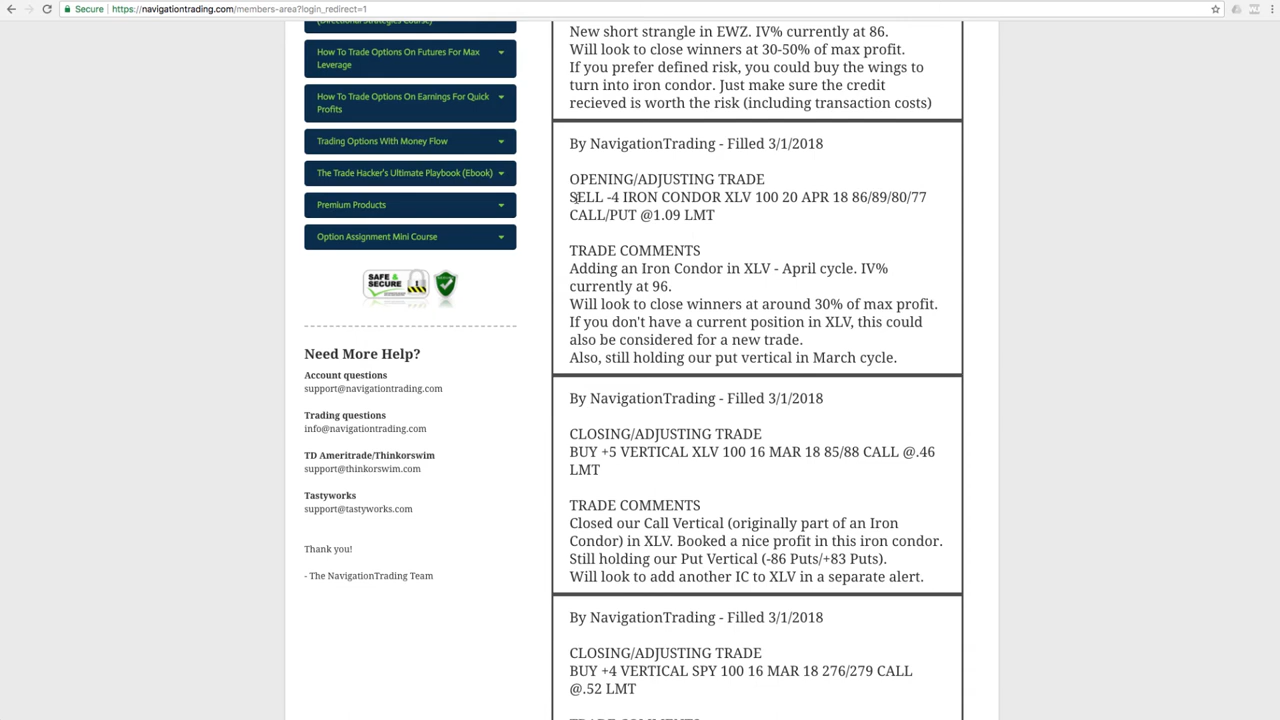 Secure
https://navigationtrading.com/members-area?login_redirect=1
(Directional Strategies Course)
How To Trade Options On Futures For Max
Leverage
How To Trade Options On Earnings For Quick
Profits
Trading Options With Money Flow
The Trade Hacker's Ultimate Playbook (Ebook)
Premium Products
Option Assignment Mini Course
SAFE &
SECURE
Need More Help?
Account questions
support@navigationtrading.com
Trading questions
info@navigationtrading.com
TD Ameritrade/Thinkorswim
support@thinkorswim.com
Tastyworks
support@tastyworks.com
Thank you!
- The NavigationTrading Team
New short strangle in EWZ. IV% currently at 86.
Will look to close winners at 30-50% of max profit.
If you prefer defined risk, you could buy the wings to
turn into iron condor. Just make sure the credit
recieved is worth the risk (including transaction costs)
By NavigationTrading - Filled 3/1/2018
OPENING/ADJUSTING TRADE
SELL -4 IRON CONDOR XLV 100 20 APR 18 86/89/80/77
CALL/PUT @1.09 LMT
TRADE COMMENTS
Adding an Iron Condor in XLV - April cycle. IV%
currently at 96.
Will look to close winners at around 30% of max profit.
If you don't have a current position in XLV, this could
also be considered for a new trade.
Also, still holding our put vertical in March cycle.
By NavigationTrading - Filled 3/1/2018
CLOSING/ADJUSTING TRADE
BUY +5 VERTICAL XLV 100 16 MAR 18 85/88 CALL @.46
LMT
TRADE COMMENTS
Closed our Call Vertical (originally part of an Iron
Condor) in XLV. Booked a nice profit in this iron condor.
Still holding our Put Vertical (-86 Puts/+83 Puts).
Will look to add another IC to XLV in a separate alert.
By NavigationTrading - Filled 3/1/2018
CLOSING/ADJUSTING TRADE
BUY +4 VERTICAL SPY 100 16 MAR 18 276/279 CALL
@.52 LMT
TRADE COMMENTS